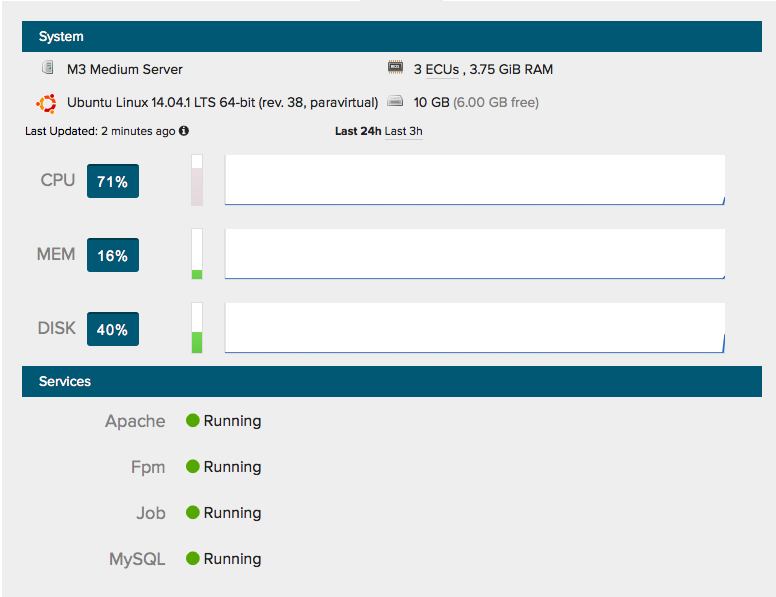 System
M3 Medium Server 3 ECUs , 3.75 GiB RAM
Ubuntu Linux 14.04.1 LTS 64-bit (rev. 38, paravirtual) 10 GB (6.00 GB free)
Last Updated: 2 minutes ago Last 24h Last 3h
CPU 71%
MEM 16%
DISK 40%
Services
Apache Running
Fpm Running
Job Running
MySQL Running